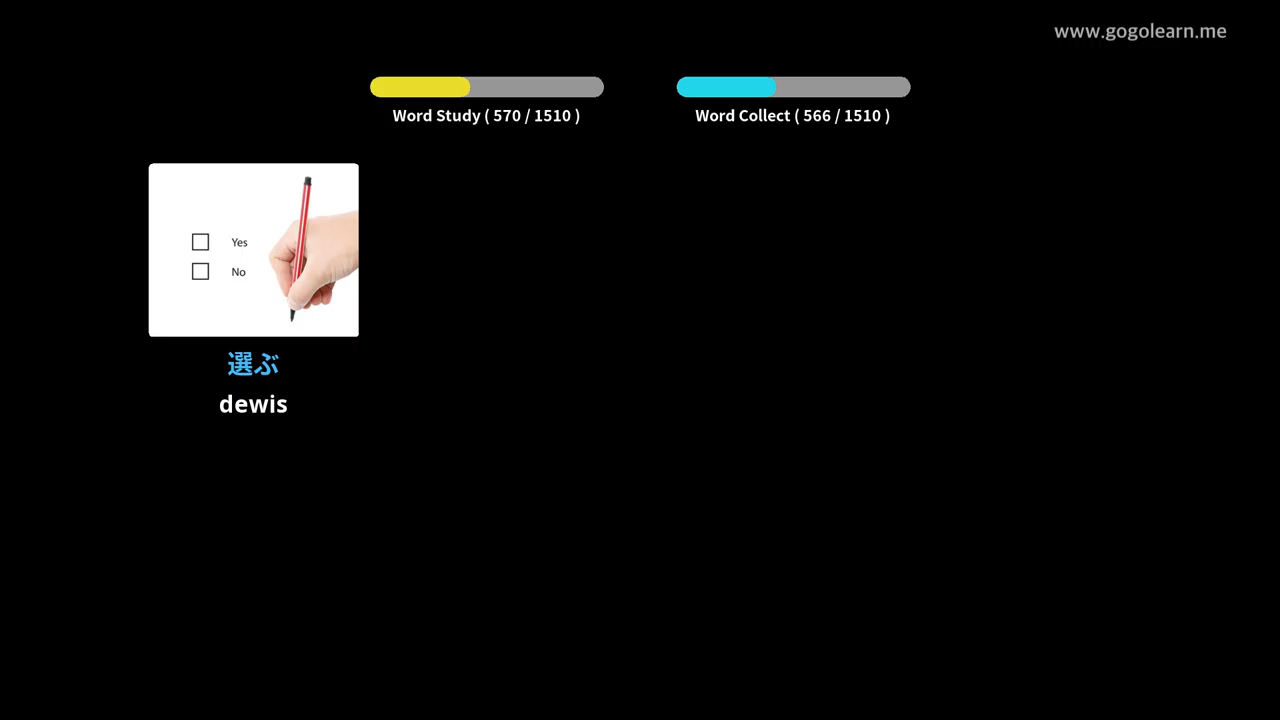 www.gogolearn.me
Word Study ( 570 / 1510 )
Word Collect ( 566 / 1510 )
Yes
No
選ぶ
dewis